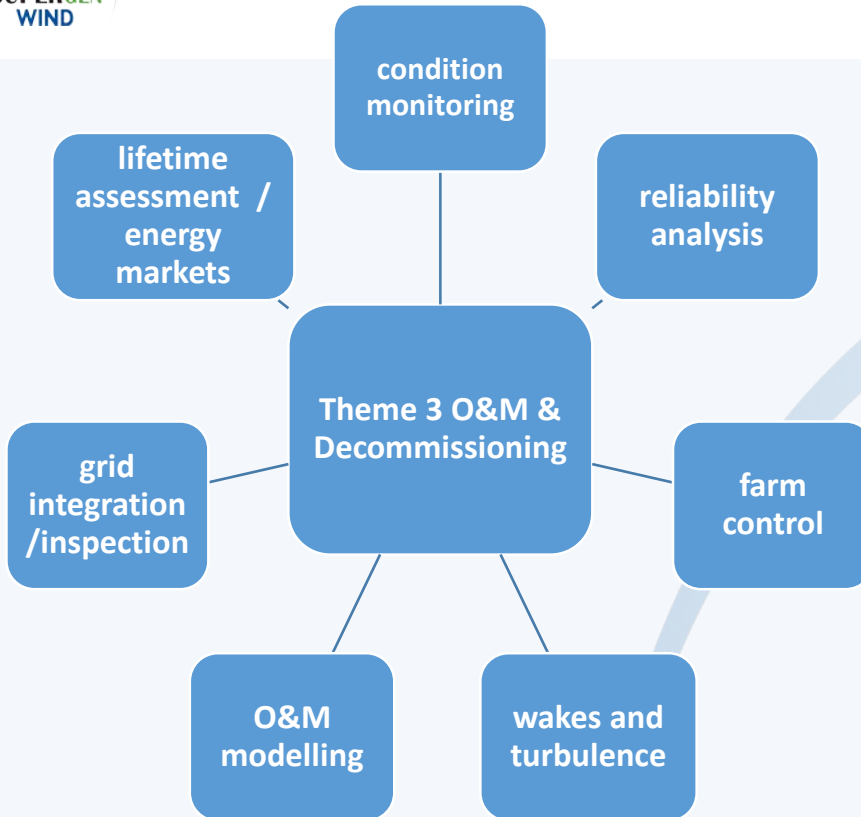 WIND
condition
monitoring
lifetime
assessment /
energy
markets
reliability
analysis
Theme 3 O&M &
Decommissioning
grid
integration
/inspection
farm
control
O&M
modelling
wakes and
turbulence